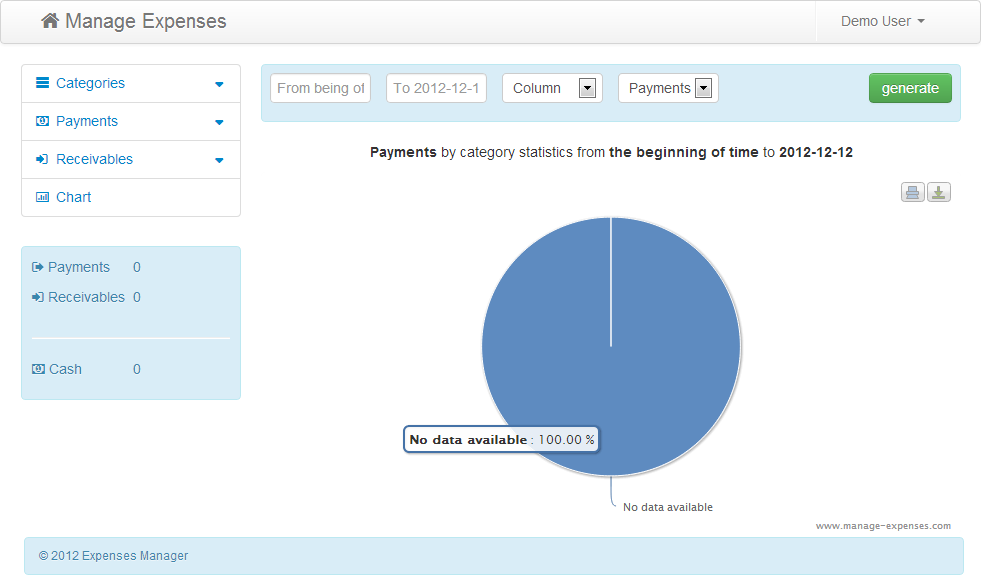 Manage Expenses
Demo User
Categories
Payments
Receivables
Chart
Payments 0
Receivables 0
Cash 0
From being of
To 2012-12-1
Column
Payments
generate
Payments by category statistics from the beginning of time to 2012-12-12
No data available : 100.00 %
No data available
www.manage-expenses.com
© 2012 Expenses Manager